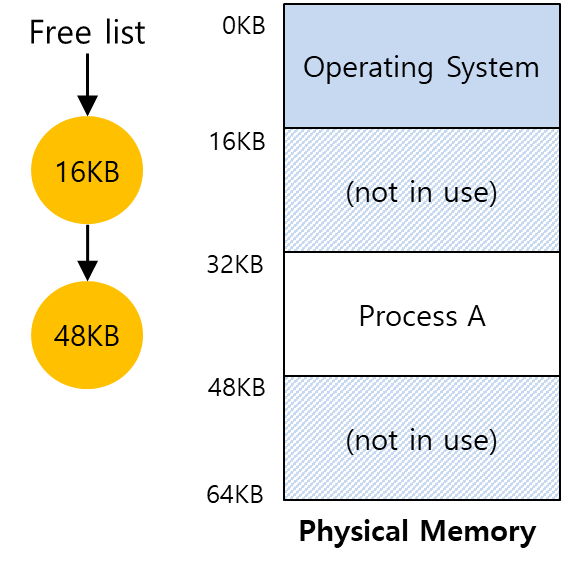 Free list
16KB
48KB
0KB
Operating System
16KB
(not in use)
32KB
Process A
48KB
(not in use)
64KB
Physical Memory